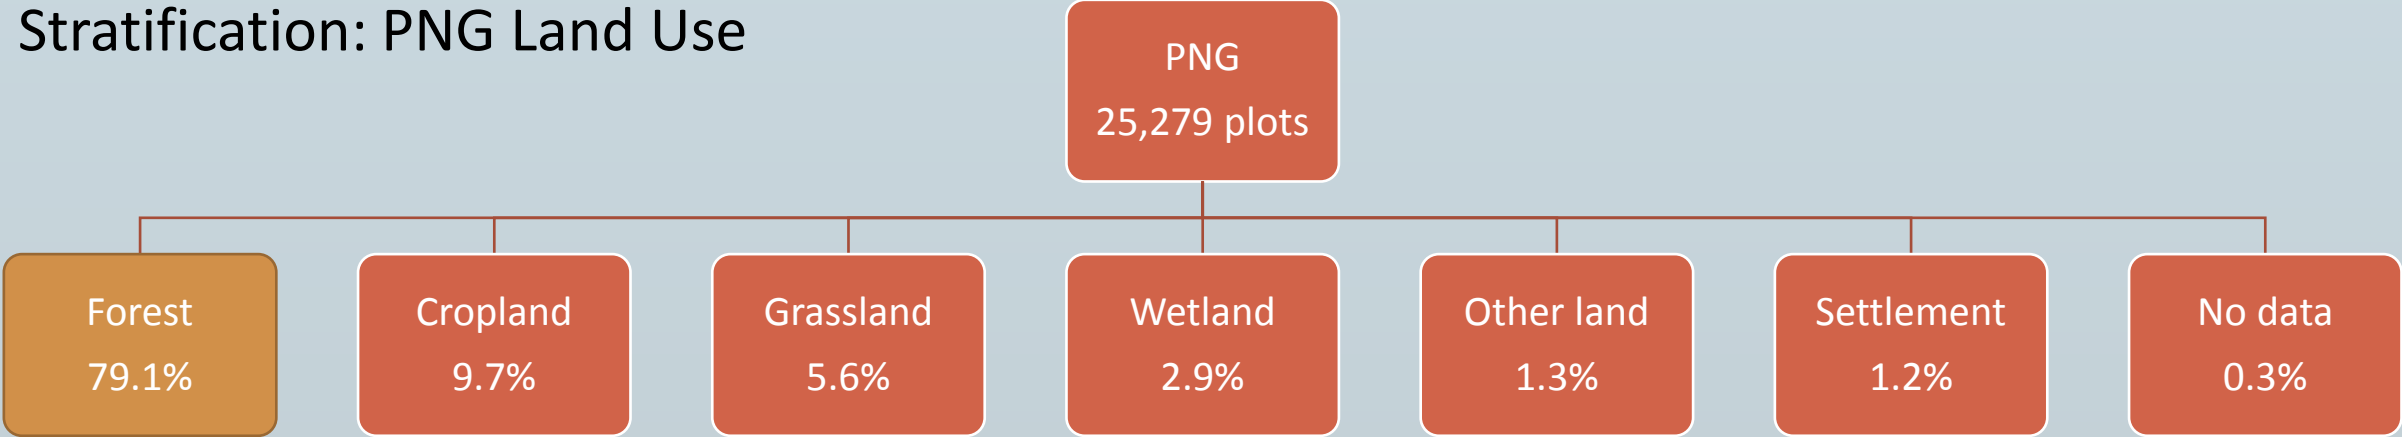 Stratification: PNG Land Use
PNG
25,279 plots
Forest
79.1%
Cropland
9.7%
Grassland
5.6%
Wetland
2.9%
Other land
1.3%
Settlement
1.2%
No data
0.3%